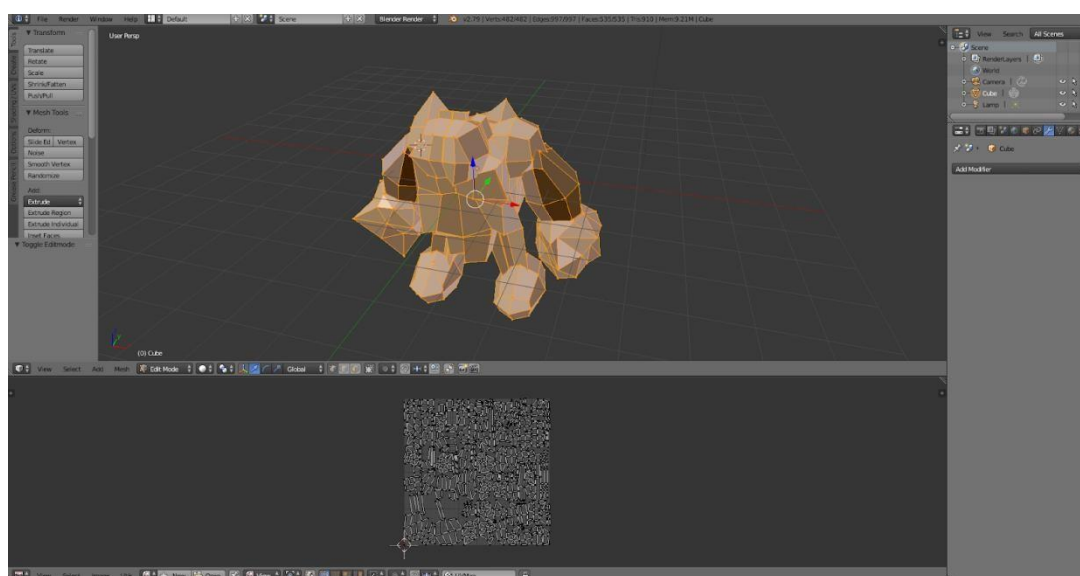 File Render Window Help Default Scene Blender Render v2.79 | Verts:482/482 | Edges:997/997 | Faces:535/535 | Tris:910 | Mem:9.21M | Cube
Tools
Transform
Translate
Rotate
Scale
Shrink/Fatten
Push/Pull
Mesh Tools
Deform:
Slide Ed Vertex
Noise
Smooth Vertex
Randomize
Add:
Extrude
Extrude Region
Extrude Individual
Inset Faces
Toggle Editmode
User Persp
(0) Cube
View Select Add Mesh Edit Mode Global
View Search All Scenes
Scene
RenderLayers
World
Camera
Cube
Lamp
Cube
Add Modifier